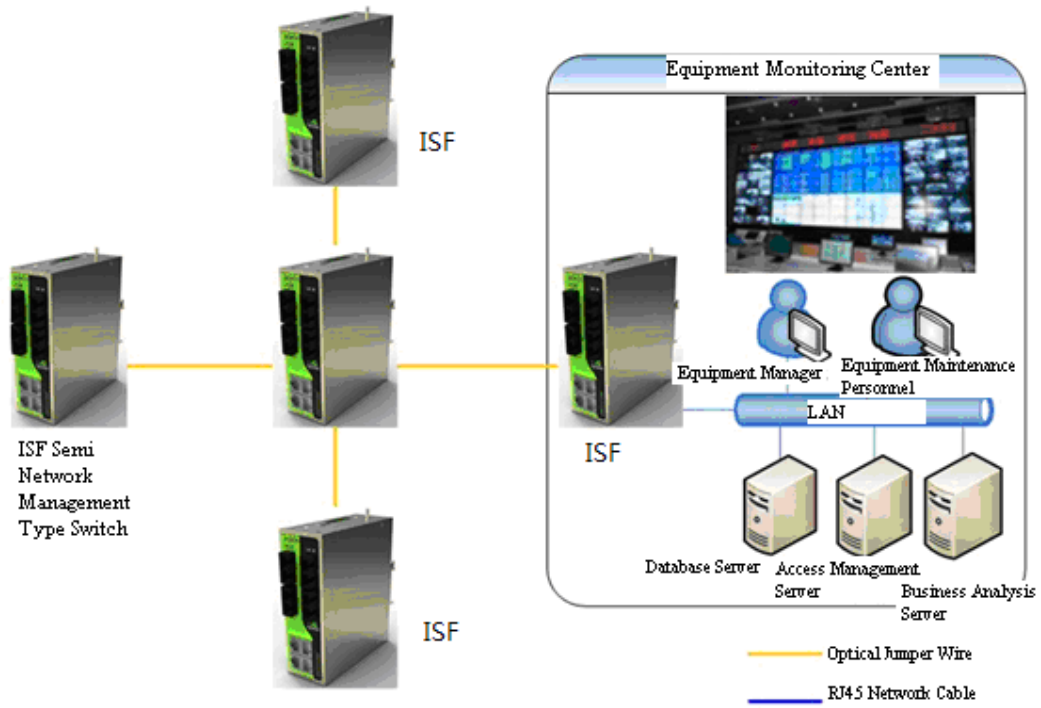 Equipment Monitoring Center
ISF
Equipment Manager
Equipment Maintenance
Personnel
LAN
ISF
ISF Semi
Network
Management
Type Switch
Database Server
Access Management
Server
Business Analysis
Server
ISF
Optical Jumper Wire
RJ45 Network Cable